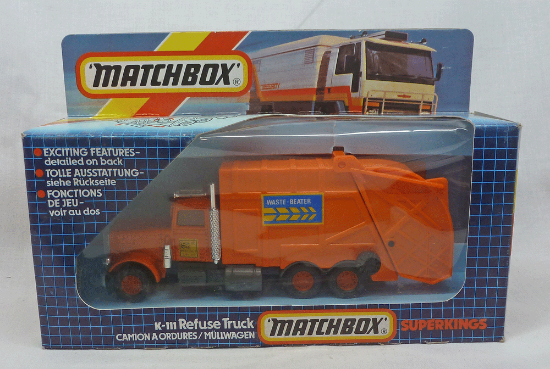 "MATCHBOX"®
SECURITY
• EXCITING FEATURES-
detailed on back
• TOLLE AUSSTATTUNG-
siehe Rückseite
• FONCTIONS
DE JEU-
voir au dos
WASTE-BEATER
K-111 Refuse Truck
CAMION A ORDURES/MÜLLWAGEN
"MATCHBOX"®
SUPERKINGS